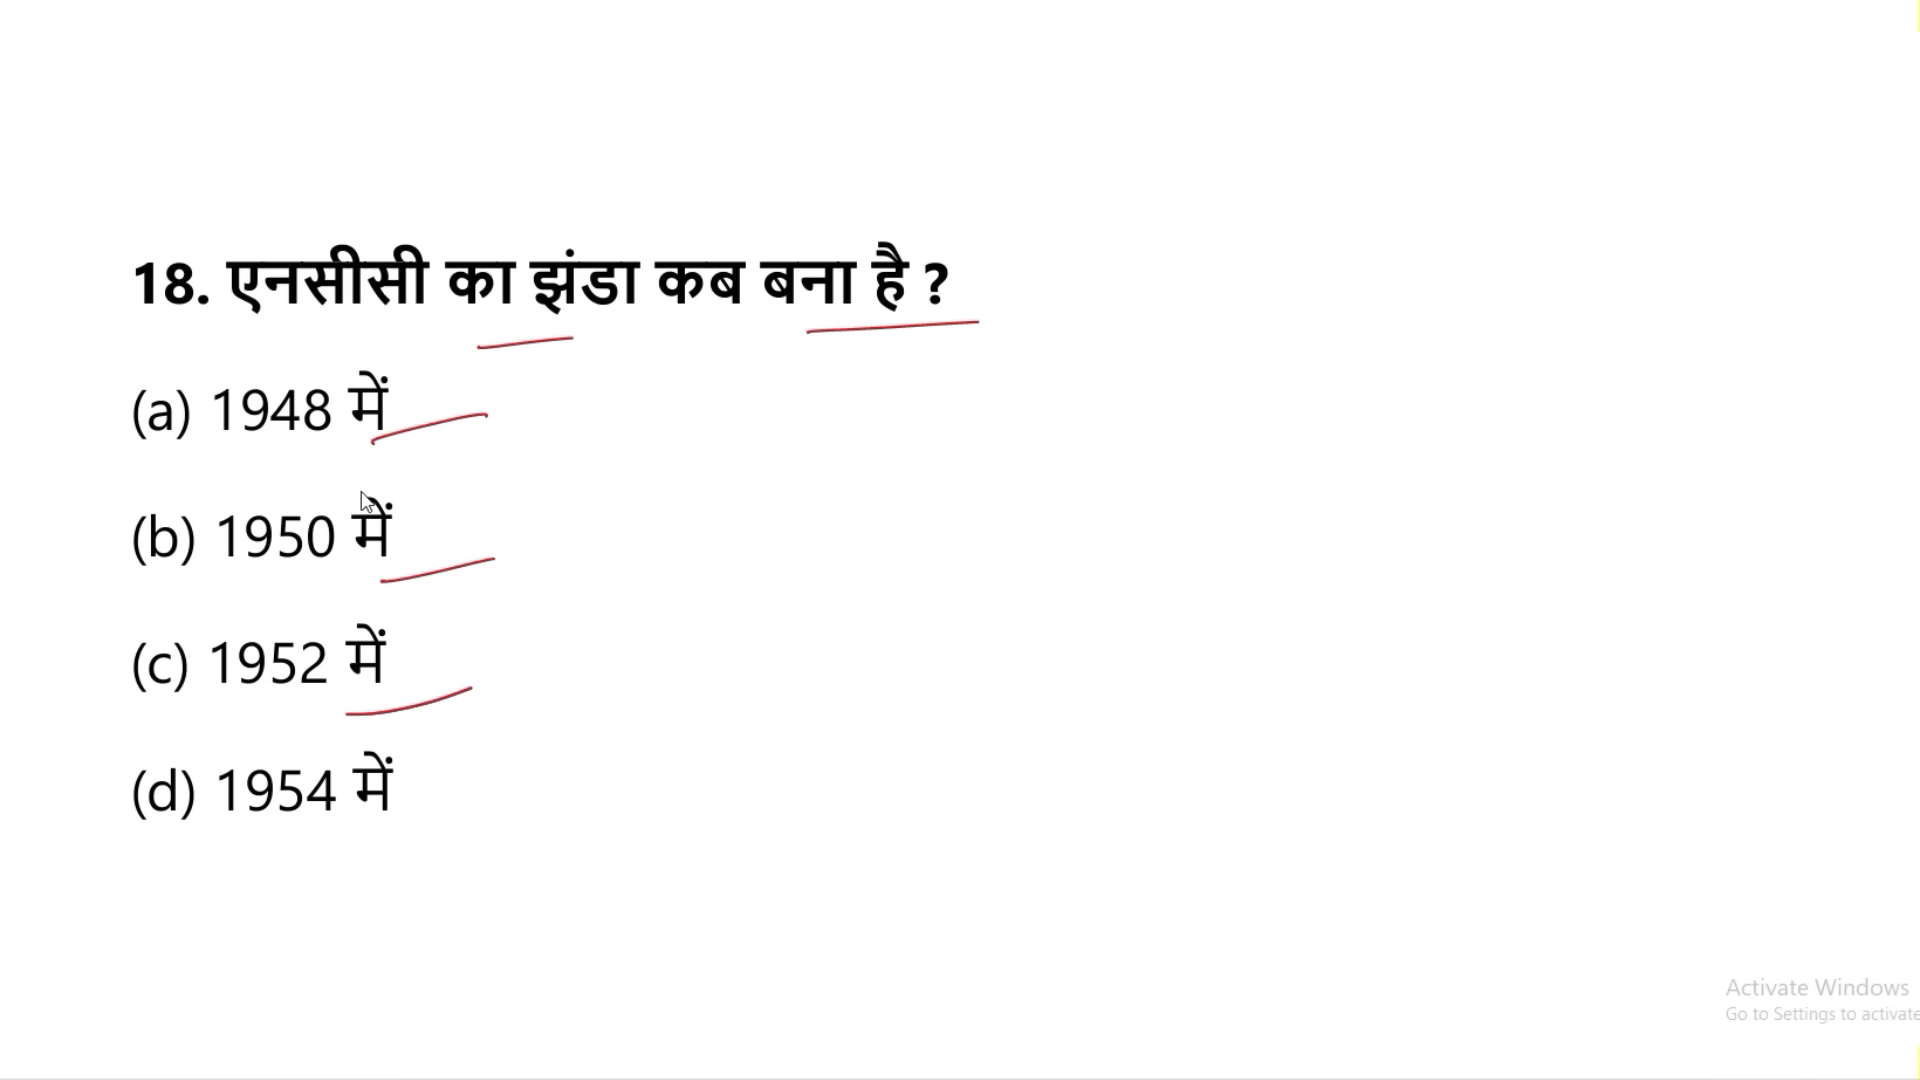 18. एनसीसी का झंडा कब बना है ?
(a) 1948 में
(b) 1950 में
(c) 1952 में
(d) 1954 में
Activate Windows
Go to Settings to activate